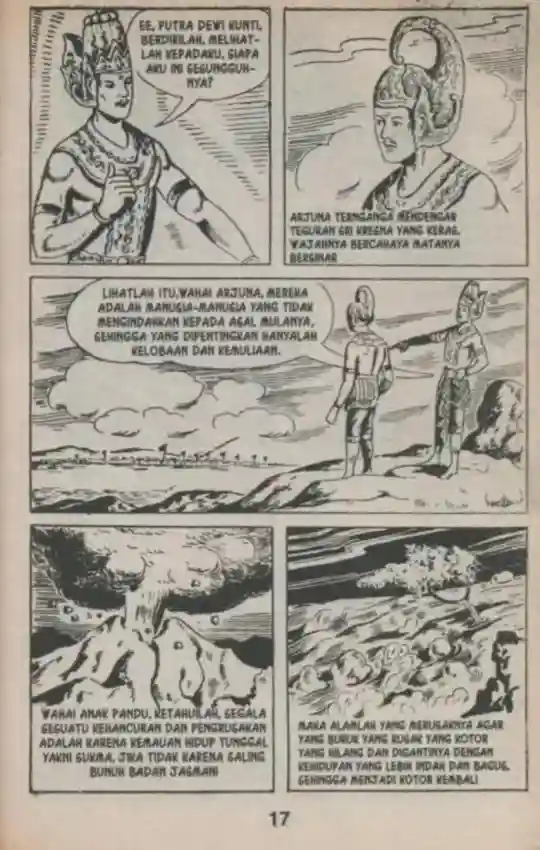 EE, PUTRA DEWI KUNTI,
BERDIRILAH, MELIHAT-
LAH KEPADAKU, SIAPA
AKU INI SESUNGGUH-
NYA?
ARJUNA TERNGANGA MENDENGAR
TEGURAN SRI KRESNA YANG KERAS.
WAJAHNYA BERCAHAYA MATANYA
BERSINAR
LIHATLAH ITU, WAHAI ARJUNA, MEREKA
ADALAH MANUSIA-MANUSIA YANG TIDAK
MENGINDAHKAN KEPADA ASAL MULANYA,
SEHINGGA YANG DIPENTINGKAN HANYALAH
KELOBAAN DAN KEMULIAAN.
WAHAI ANAK PANDU, KETAHUILAH, SEGALA
SESUATU KEHANCURAN DAN PENGRUSAKAN
ADALAH KARENA KEMAUAN HIDUP TUNGGAL
YAKNI SUKMA, JIKA TIDAK KARENA SALING
BUNUH BADAN JASMANI
MAKA ALAMLAH YANG MERUSAKNYA AGAR
YANG BURUK YANG RUSAK YANG KOTOR
YANG HILANG DAN DIGANTINYA DENGAN
KEHIDUPAN YANG LEBIH INDAH DAN BAGUS,
SEHINGGA MENJADI KOTOR KEMBALI
17